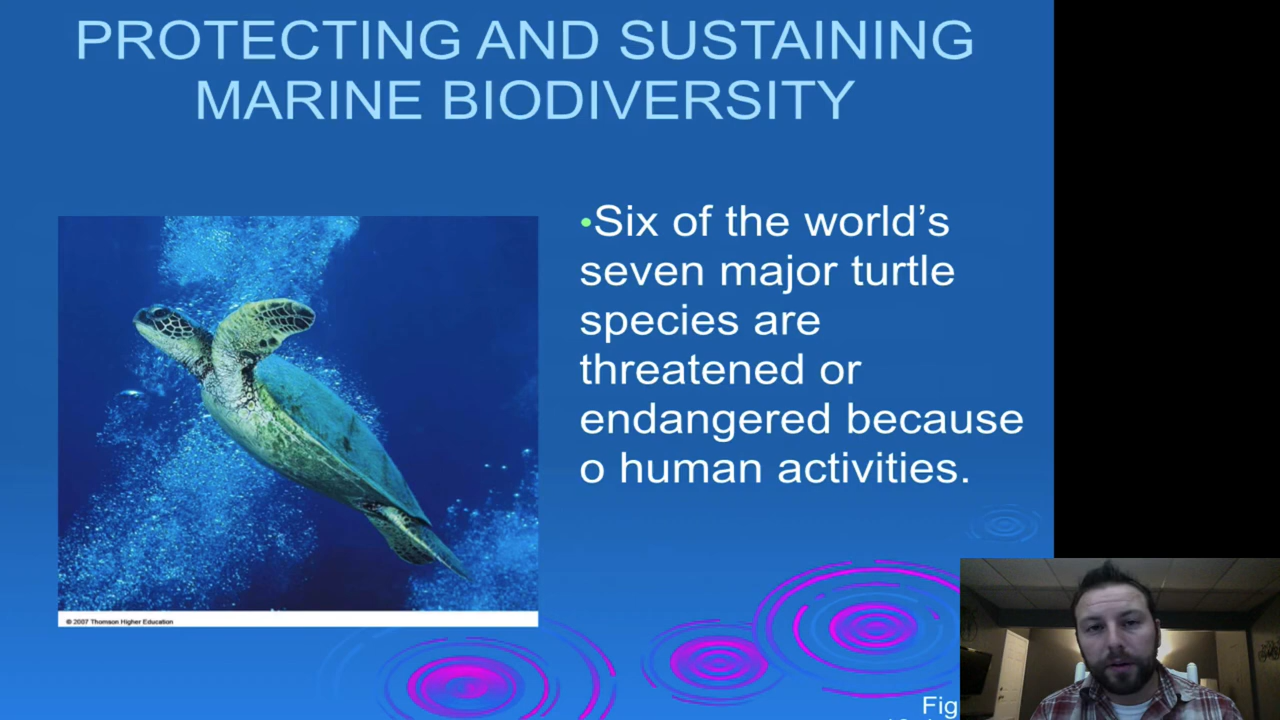 PROTECTING AND SUSTAINING
MARINE BIODIVERSITY
•Six of the world’s
seven major turtle
species are
threatened or
endangered because
o human activities.
© 2007 Thomson Higher Education
Fig